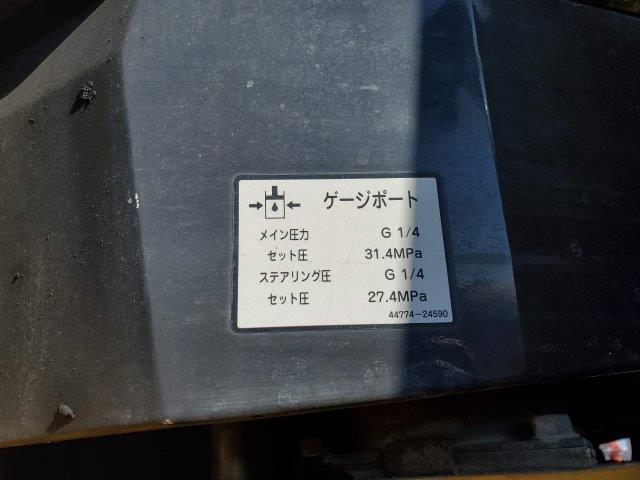 ゲージポート
メイン圧力 G 1/4
セット圧 31.4MPa
ステアリング圧 G 1/4
セット圧 27.4MPa
44774-24590